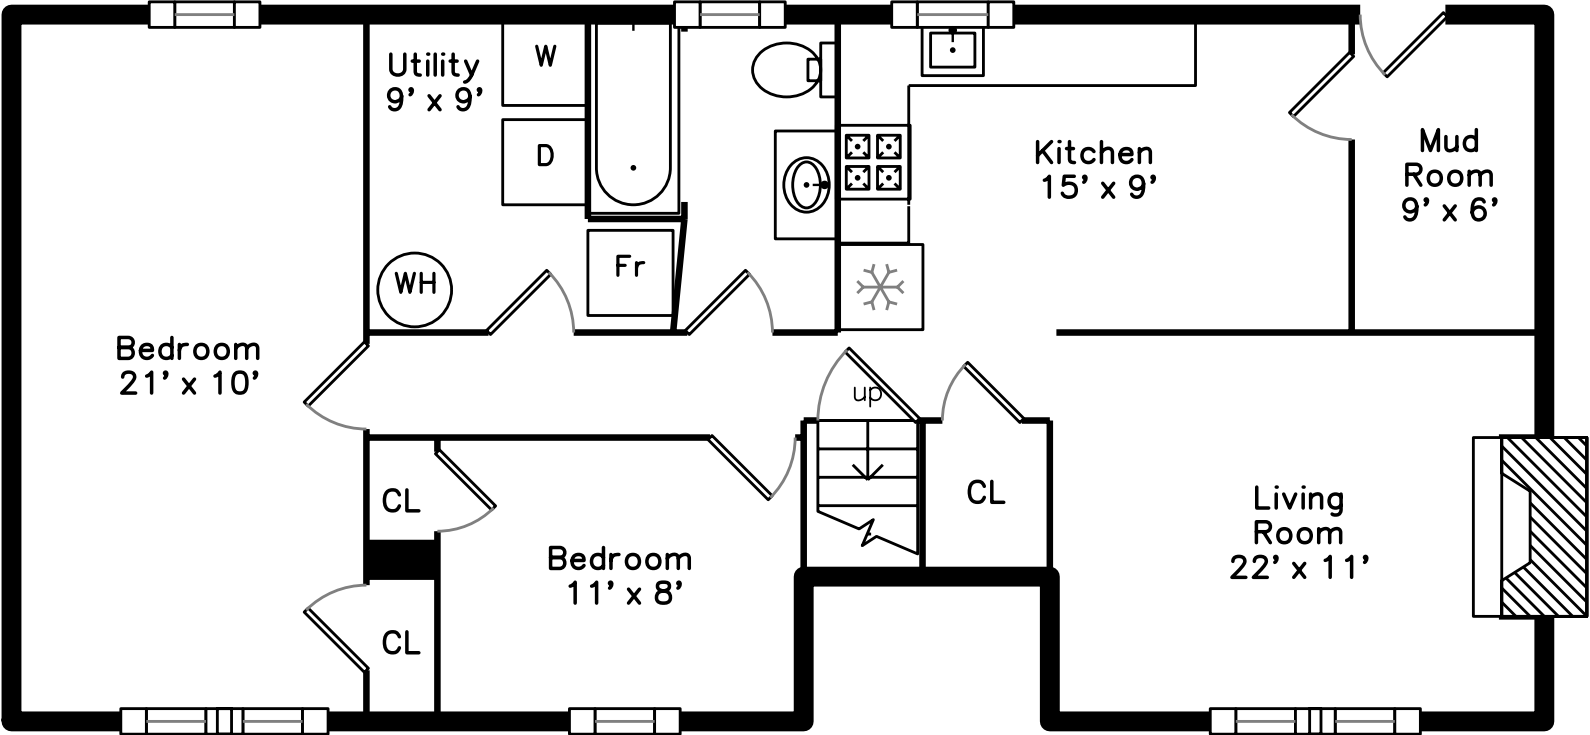 Utility
9' x 9'
W
D
WH
Fr
Kitchen
15' x 9'
Mud
Room
9' x 6'
Bedroom
21' x 10'
up
CL
CL
CL
Bedroom
11' x 8'
Living
Room
22' x 11'